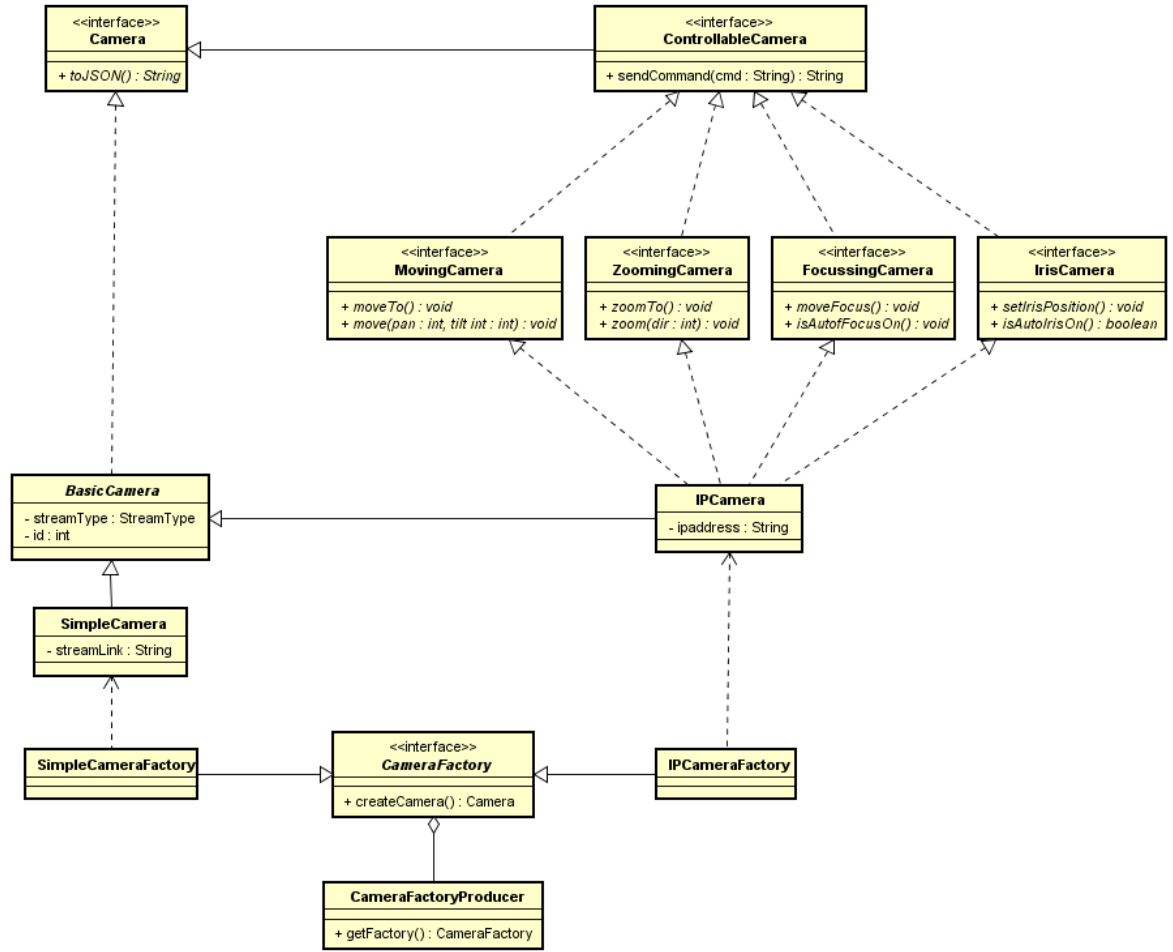 <<interface>>
Camera
+ toJSON() : String
<<interface>>
ControllableCamera
+ sendCommand(cmd : String) : String
<<interface>>
MovingCamera
+ moveTo() : void
+ move(pan : int, tilt int : int) : void
<<interface>>
ZoomingCamera
+ zoomTo() : void
+ zoom(dir : int) : void
<<interface>>
FocussingCamera
+ moveFocus() : void
+ isAutofFocusOn() : void
<<interface>>
IrisCamera
+ setIrisPosition() : void
+ isAutoIrisOn() : boolean
BasicCamera
- streamType : StreamType
- id : int
IPCamera
- ipaddress : String
SimpleCamera
- streamLink : String
SimpleCameraFactory
<<interface>>
CameraFactory
+ createCamera() : Camera
IPCameraFactory
CameraFactoryProducer
+ getFactory() : CameraFactory